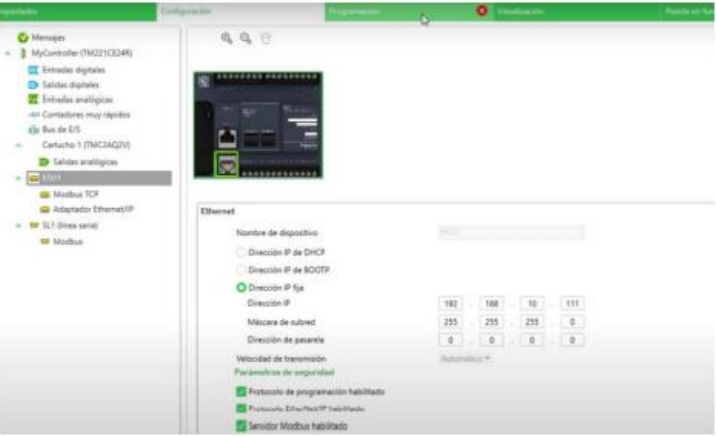 Configuración
Programación
Visualización
Mensajes
MyController (TM221CE24R)
Entradas digitales
Salidas digitales
Entradas analógicas
Contadores muy rápidos
Bus de E/S
Cartucho 1 (TMC2AQ2V)
Salidas analógicas
ETH1
Modbus TCP
Adaptador Ethernet/IP
SL1 (línea serie)
Modbus
Ethernet
Nombre de dispositivo
Dirección IP de DHCP
Dirección IP de BOOTP
Dirección IP fija
Dirección IP 192 . 168 . 10 . 111
Máscara de subred 255 . 255 . 255 . 0
Dirección de pasarela 0 . 0 . 0 . 0
Velocidad de transmisión Automático
Parámetros de seguridad
Protocolo de programación habilitado
Protocolo EtherNet/IP habilitado
Servidor Modbus habilitado